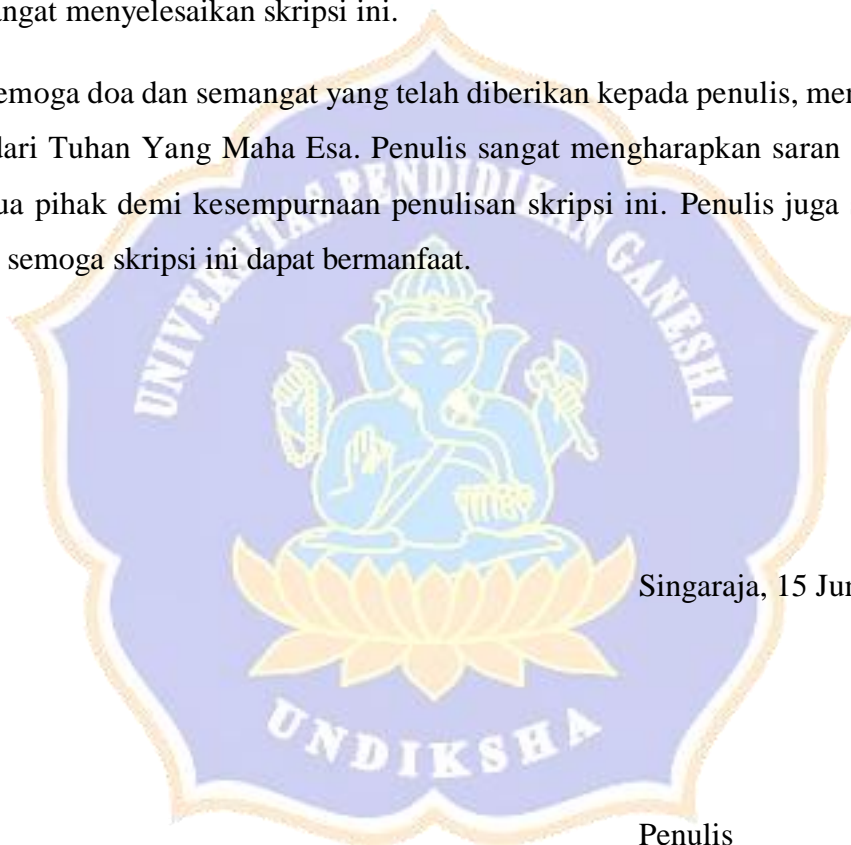 angat menyelesaikan skripsi ini.
emoga doa dan semangat yang telah diberikan kepada penulis, mer
dari Tuhan Yang Maha Esa. Penulis sangat mengharapkan saran
ua pihak demi kesempurnaan penulisan skripsi ini. Penulis juga
semoga skripsi ini dapat bermanfaat.
UNIVERSITAS PENDIDIKAN GANESHA
Singaraja, 15 Jun
UNDIKSHA
Penulis